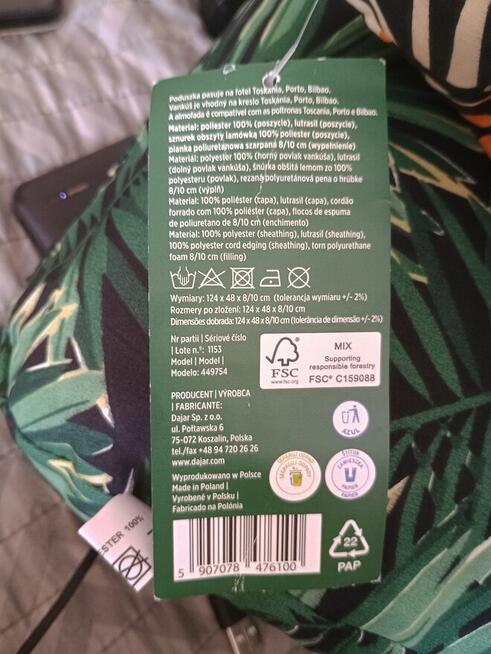 Poduszka pasuje na fotel Toskania, Porto, Bilbao.
Vankúš je vhodný na kreslo Toskánia, Porto, Bilbao.
A almofada é compatível com as poltronas Toscania, Porto e Bilbao.
Materiał: poliester 100% (poszycie), lutrasil (poszycie),
sznurek obszyty lamówką 100% poliester (poszycie),
pianka poliuretanowa szarpana 8/10 cm (wypełnienie)
Materiál: 100% polyester (horný povlak vankúša), lutrasil
(dolný povlak vankúša), šnúrka obšitá lemom zo 100%
polyesteru (povlak), rezaná polyuretánová pena o hrúbke
8/10 cm (výplň)
Material: 100% poliéster (capa), lutrasil (capa), cordão
forrado com 100% poliéster (capa), flocos de espuma
de poliuretano de 8/10 cm (enchimento)
Material: 100% polyester (sheathing), lutrasil (sheathing),
100% polyester cord edging (sheathing), torn polyurethane
foam 8/10 cm (filling)
Wymiary: 124 x 48 x 8/10 cm (tolerancja wymiaru +/- 2%)
Rozmery po zložení: 124 x 48 x 8/10 cm
Dimensões dobrada: 124 x 48 x 8/10 cm (tolerância de dimensão +/- 2%)
Nr partii | Sériové číslo
| Lote n.º: 1153
Model | Model |
Modelo: 449754
FSC
www.fsc.org
MIX
Supporting
responsible forestry
FSC® C159088
PRODUCENT | VÝROBCA
| FABRICANTE:
Dajar Sp. z o.o.
ul. Połtawska 6
75-072 Koszalin, Polska
tel./fax +48 94 720 26 26
www.dajar.com
Wyprodukowano w Polsce
Made in Poland |
Vyrobené v Poľsku |
Fabricado na Polónia
AZUL
SZNUR
ZAWIESZKA
PAPIER
PAPIER
5 907078 476100
22
PAP
ESTER 100%